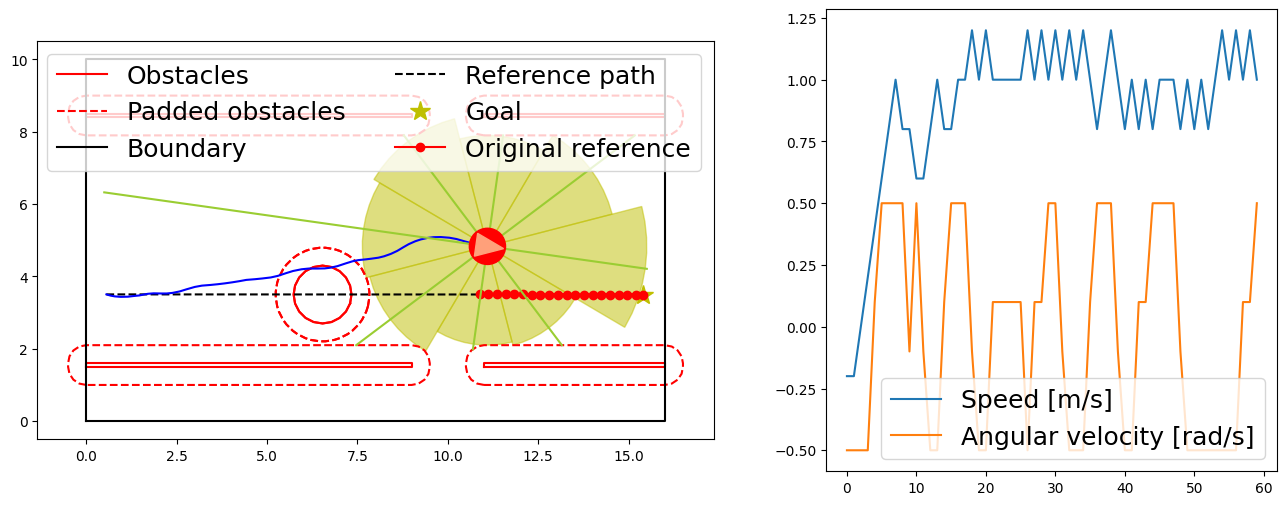 Obstacles
Padded obstacles
Boundary
Reference path
Goal
Original reference
10
8
6
4
2
0
0.0 2.5 5.0 7.5 10.0 12.5 15.0
1.25
1.00
0.75
0.50
0.25
0.00
−0.25
−0.50
Speed [m/s]
Angular velocity [rad/s]
0 10 20 30 40 50 60